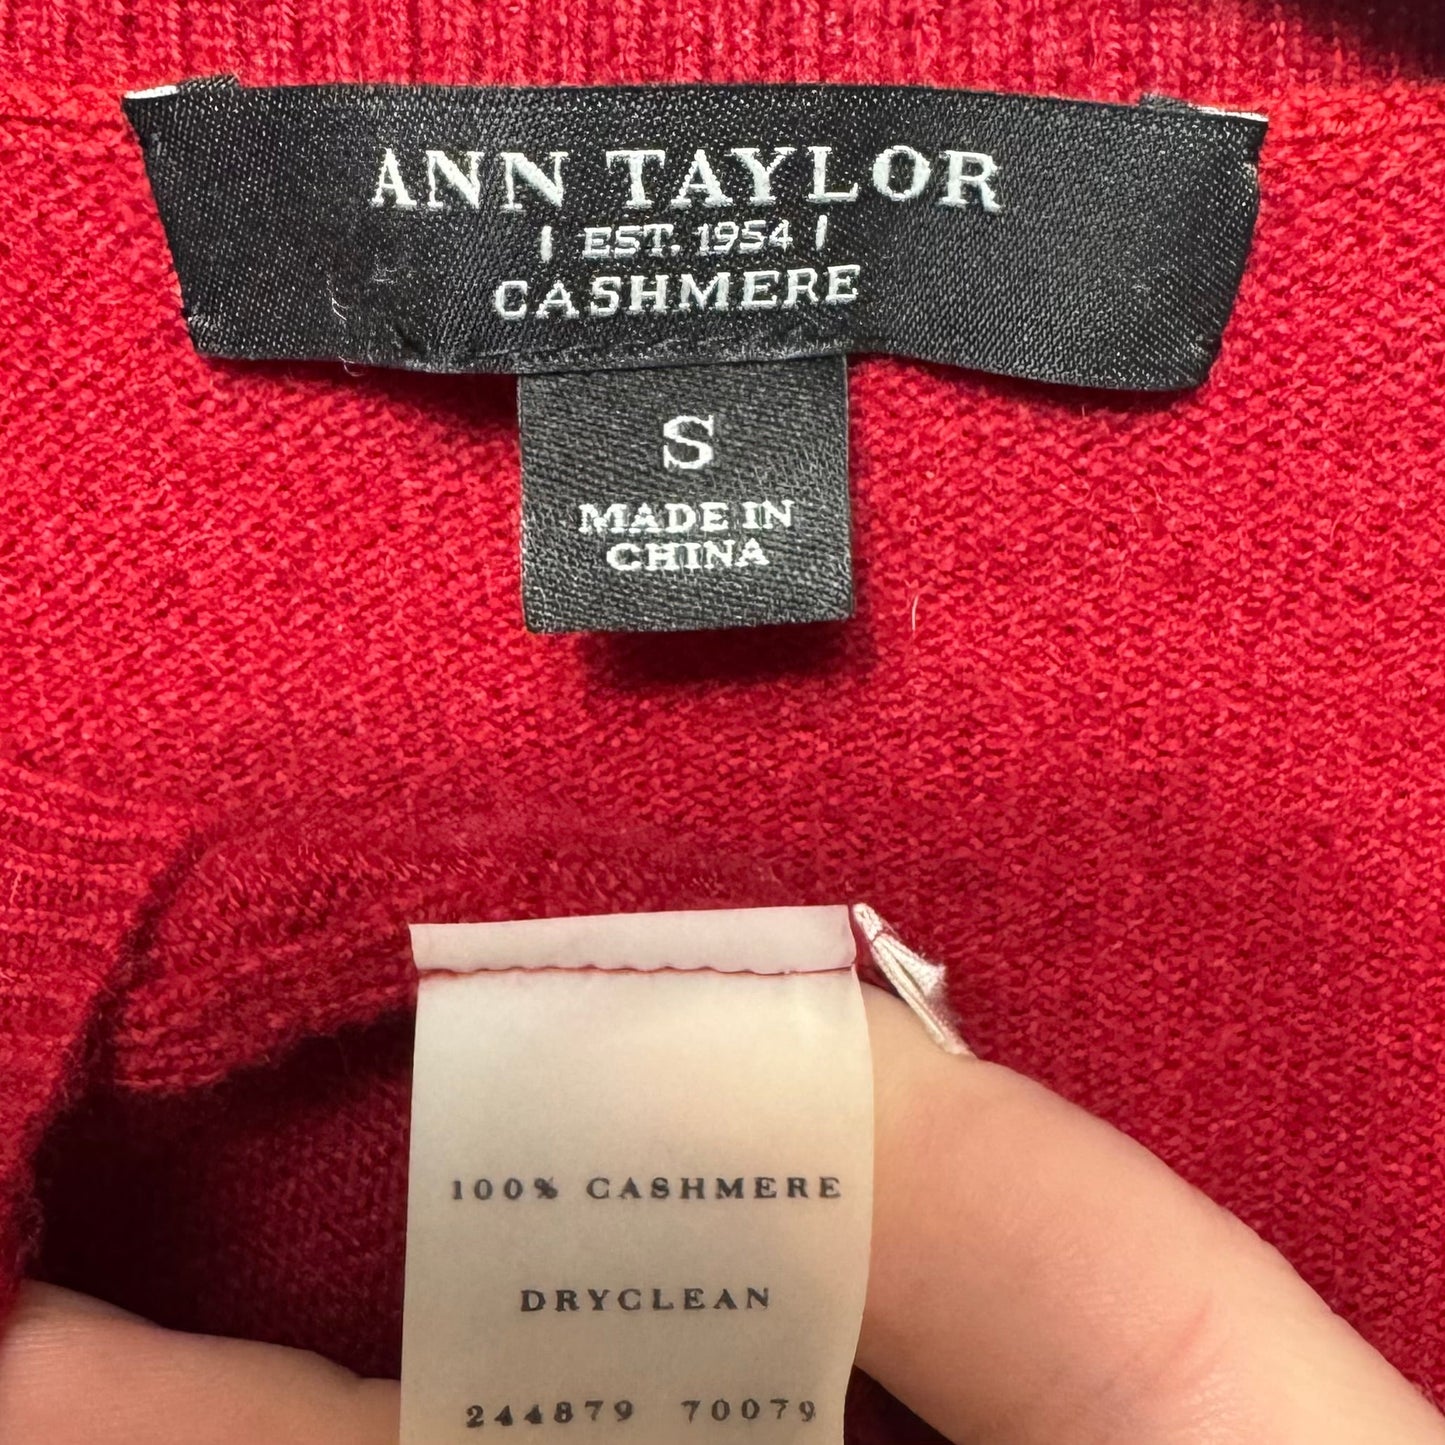 ANN TAYLOR
| EST. 1954 |
CASHMERE
S
MADE IN
CHINA
100% CASHMERE
DRYCLEAN
244879 70079